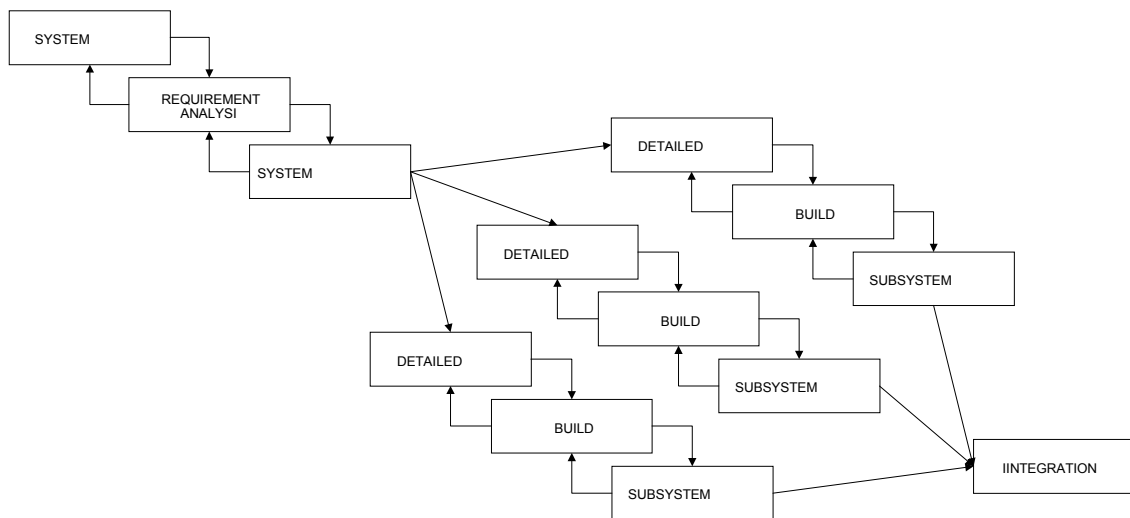 SYSTEM
REQUIREMENT
ANALYSI
SYSTEM
DETAILED
BUILD
SUBSYSTEM
DETAILED
BUILD
SUBSYSTEM
DETAILED
BUILD
SUBSYSTEM
IINTEGRATION